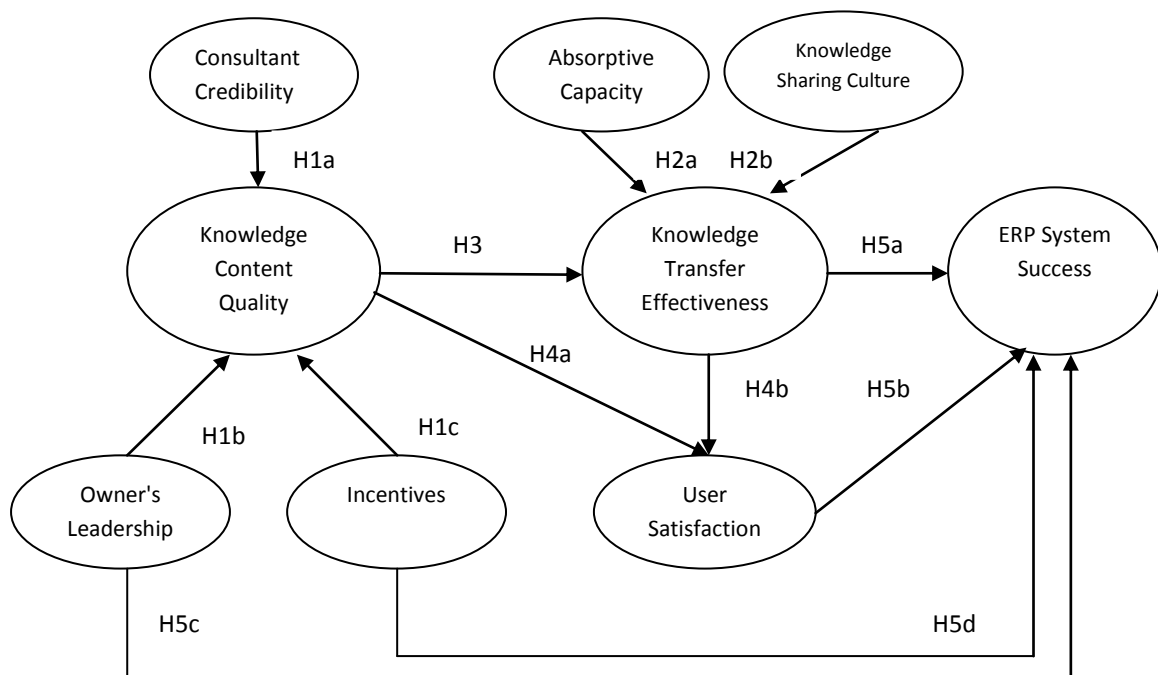 Consultant
Credibility
Absorptive
Capacity
Knowledge
Sharing Culture
H1a
H2a
H2b
Knowledge
Content
Quality
H3
Knowledge
Transfer
Effectiveness
H5a
ERP System
Success
H4a
H4b
H5b
H1b
H1c
Owner's
Leadership
Incentives
User
Satisfaction
H5c
H5d